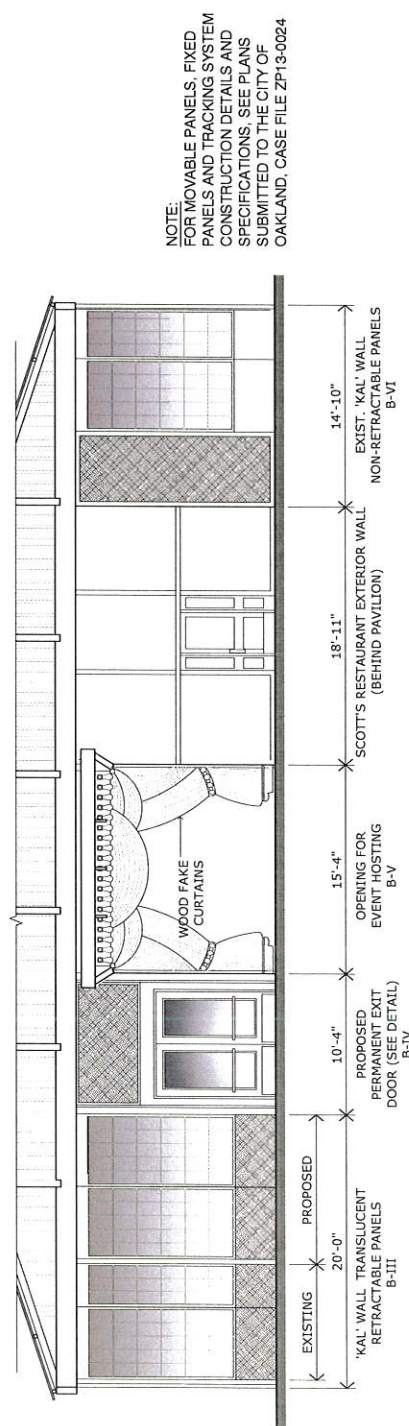 NOTE:
FOR MOVABLE PANELS, FIXED
PANELS AND TRACKING SYSTEM
CONSTRUCTION DETAILS AND
SPECIFICATIONS, SEE PLANS
SUBMITTED TO THE CITY OF
OAKLAND, CASE FILE ZP13-0024
WOOD FAKE
CURTAINS
EXISTING
PROPOSED
20'-0"
'KAL' WALL TRANSLUCENT
RETRACTABLE PANELS
B-III
10'-4"
PROPOSED
PERMANENT EXIT
DOOR (SEE DETAIL)
B-IV
15'-4"
OPENING FOR
EVENT HOSTING
B-V
18'-11"
SCOTT'S RESTAURANT EXTERIOR WALL
(BEHIND PAVILION)
14'-10"
EXIST. 'KAL' WALL
NON-RETRACTABLE PANELS
B-VI